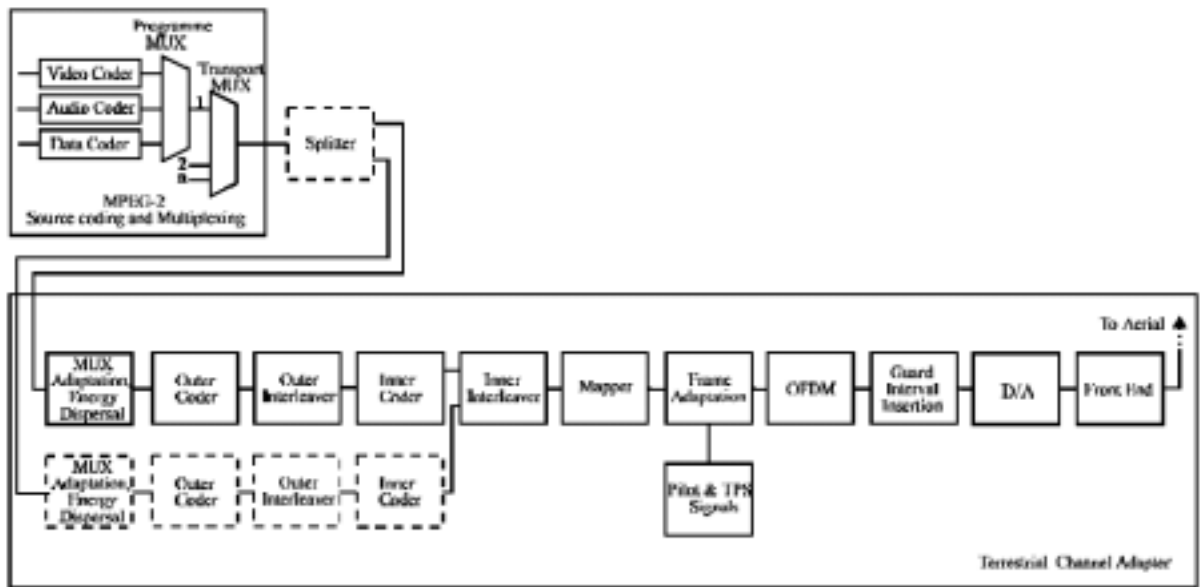 Programme
MUX
Video Coder
Transport
MUX
Audio Coder
1
Data Coder
Splitter
2
n
MPEG-2
Source coding and Multiplexing
To Aerial
MUX
Adaptation,
Energy
Dispersal
Outer
Coder
Outer
Interleaver
Inner
Coder
Inner
Interleaver
Mapper
Frame
Adaptation
OFDM
Guard
Interval
Insertion
D/A
Front End
MUX
Adaptation,
Energy
Dispersal
Outer
Coder
Outer
Interleaver
Inner
Coder
Pilot & TPS
Signals
Terrestrial Channel Adapter